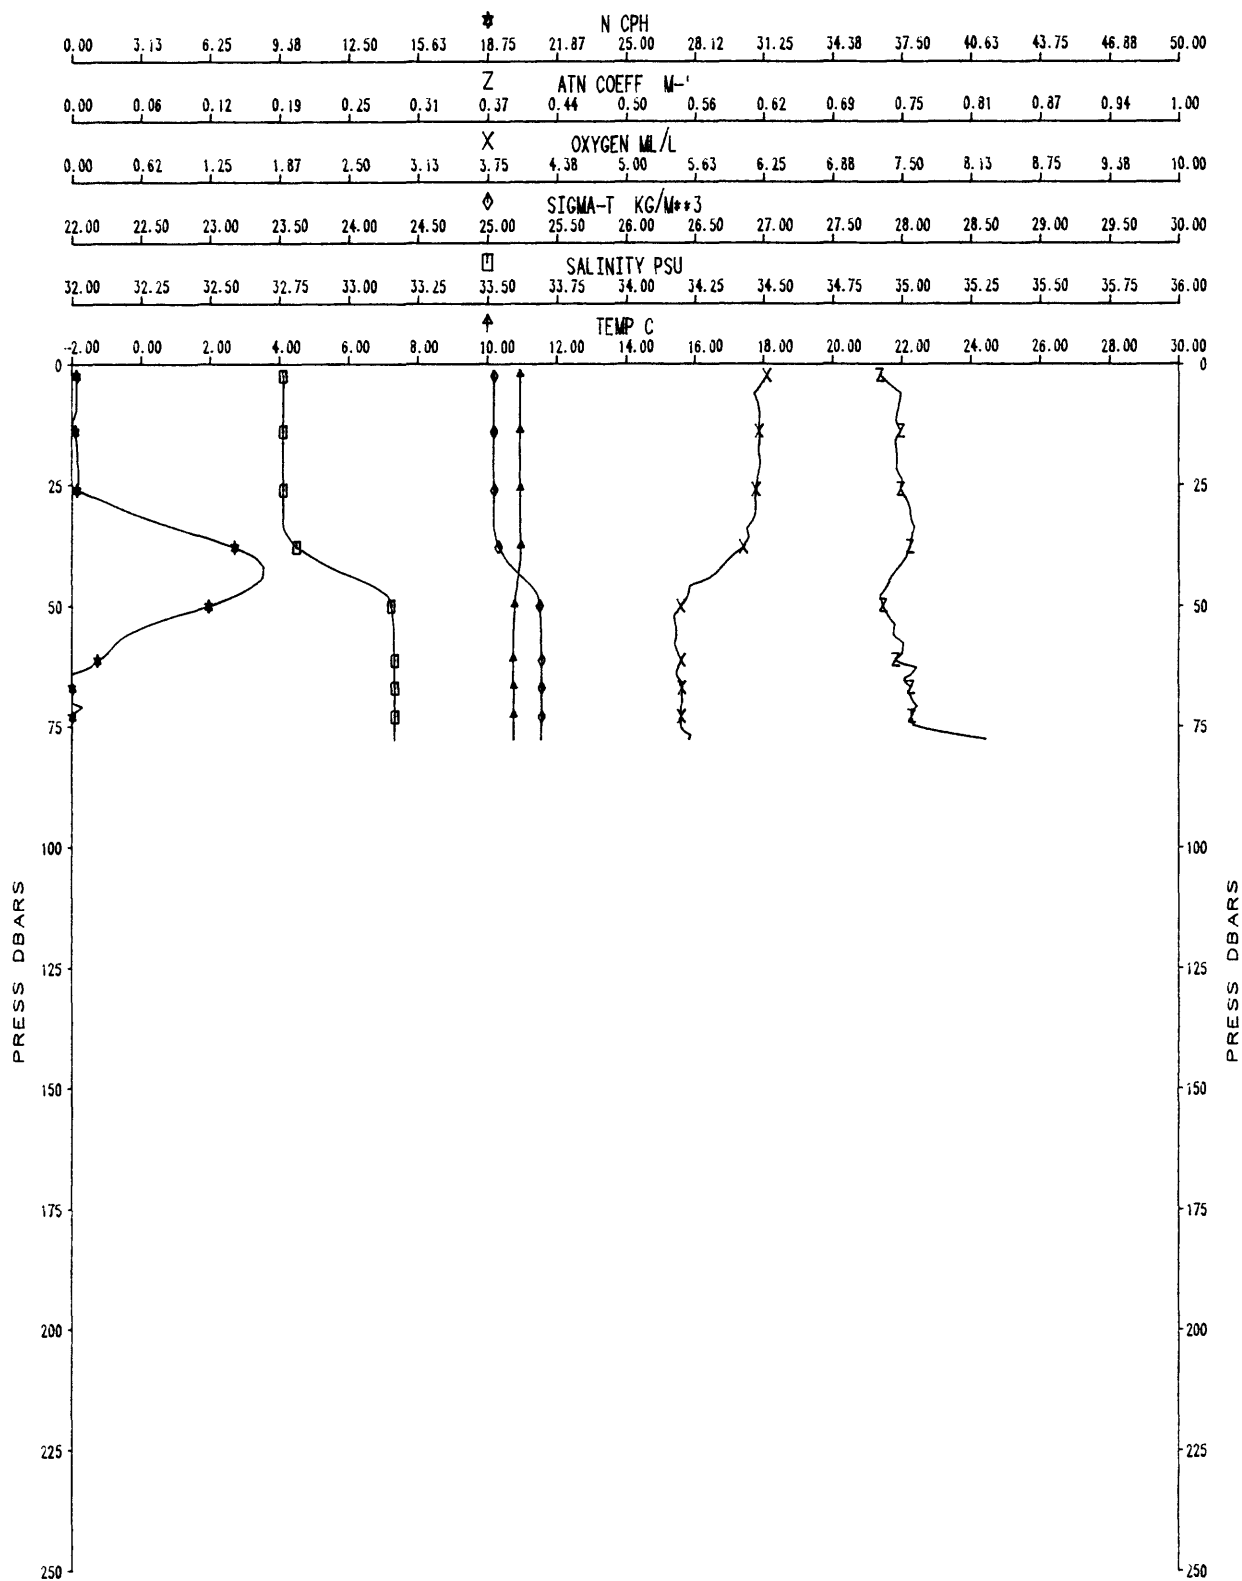 N CPH
0.00 3.13 6.25 9.38 12.50 15.63 18.75 21.87 25.00 28.12 31.25 34.38 37.50 40.63 43.75 46.88 50.00
Z ATN COEFF M-'
0.00 0.06 0.12 0.19 0.25 0.31 0.37 0.44 0.50 0.56 0.62 0.69 0.75 0.81 0.87 0.94 1.00
X OXYGEN ML/L
0.00 0.62 1.25 1.87 2.50 3.13 3.75 4.38 5.00 5.63 6.25 6.88 7.50 8.13 8.75 9.38 10.00
SIGMA-T KG/M**3
22.00 22.50 23.00 23.50 24.00 24.50 25.00 25.50 26.00 26.50 27.00 27.50 28.00 28.50 29.00 29.50 30.00
SALINITY PSU
32.00 32.25 32.50 32.75 33.00 33.25 33.50 33.75 34.00 34.25 34.50 34.75 35.00 35.25 35.50 35.75 36.00
TEMP C
-2.00 0.00 2.00 4.00 6.00 8.00 10.00 12.00 14.00 16.00 18.00 20.00 22.00 24.00 26.00 28.00 30.00
0 0
25 25
50 50
75 75
100 100
125 125
150 150
175 175
200 200
225 225
250 250
PRESS DBARS
PRESS DBARS